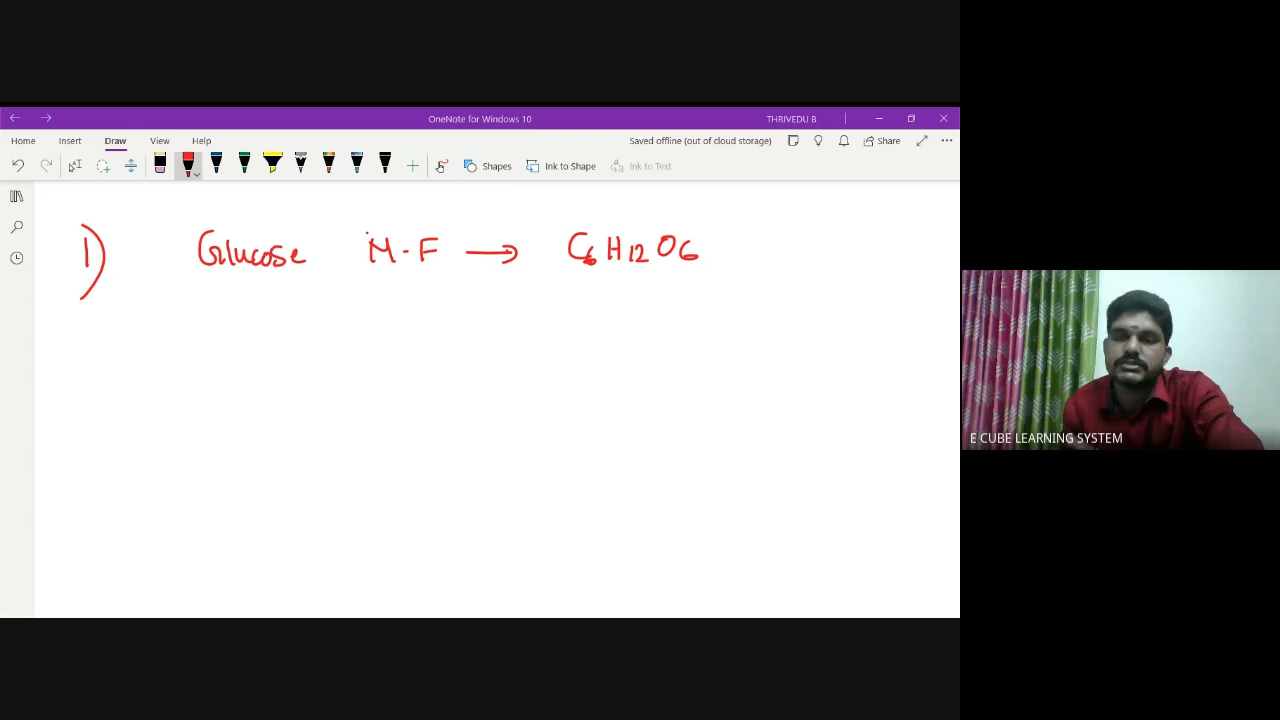 OneNote for Windows 10
THRIVEDU B
Home Insert Draw View Help
Saved offline (out of cloud storage)
Share
Shapes
Ink to Shape
Ink to Text
1) Glucose M-F → C6H12O6
E CUBE LEARNING SYSTEM